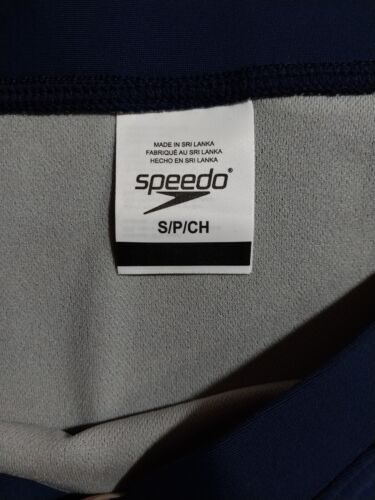 MADE IN SRI LANKA
FABRIQUÉ AU SRI LANKA
HECHO EN SRI LANKA
speedo®
S/P/CH